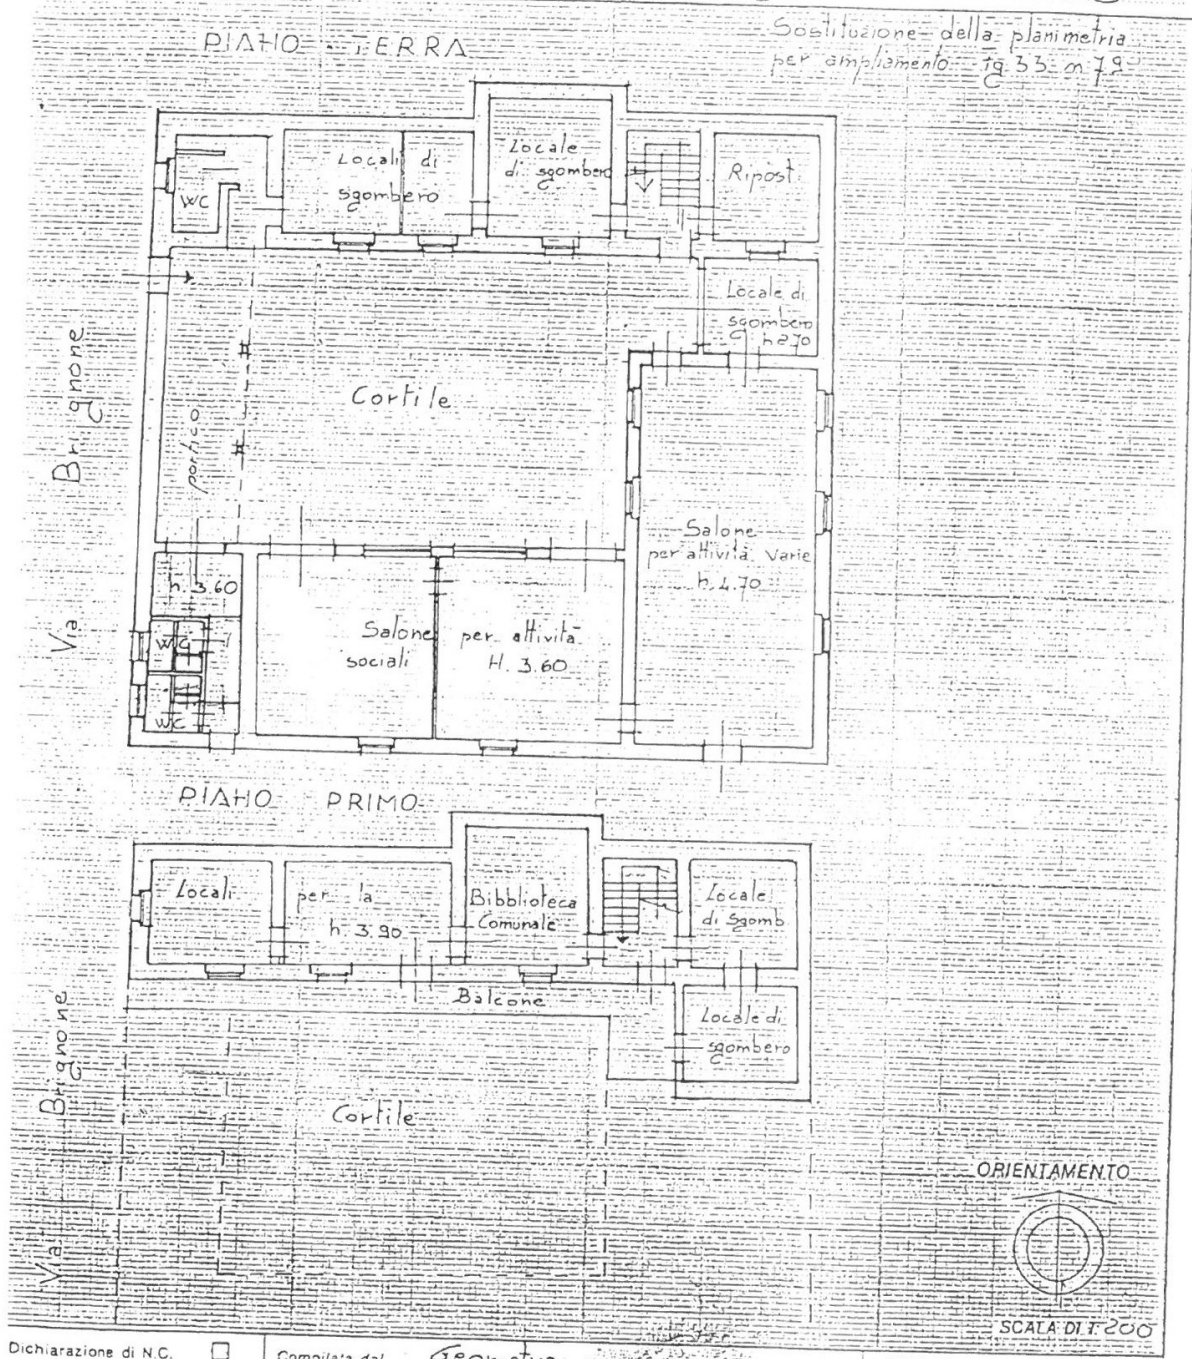 PIANO TERRA
Sostituzione della planimetria
per ampliamento fg 33 n 79
Locali di
sgombero
Locale
di sgombero
Ripost.
WC
Locale di
sgombero
h 2.70
Via Brignone
portico
Cortile
Salone
per attività varie
h. 4.70
h. 3.60
WC
WC
Salone per attività
sociali H. 3.60
PIANO PRIMO
Locali per la Bibblioteca
h. 3.90 Comunale
Locale
di Sgomb.
Balcone
Locale di
sgombero
Via Brignone
Cortile
ORIENTAMENTO
SCALA DI 1:200
Dichiarazione di N.C.
Compilata dal